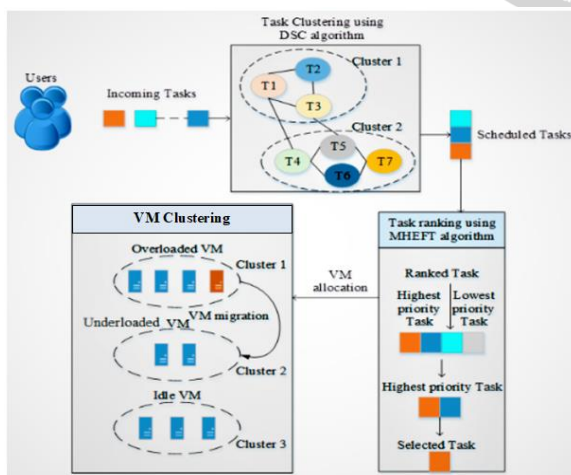 Task Clustering using
DSC algorithm
Users
Incoming Tasks
Cluster 1
T2
T1
T3
Cluster 2
T5
T4
T7
T6
Scheduled Tasks
VM Clustering
Overloaded VM
Cluster 1
VM migration
Underloaded VM
Cluster 2
Idle VM
Cluster 3
VM
allocation
Task ranking using
MHEFT algorithm
Ranked Task
Highest
priority
Task
Lowest
priority
Task
Highest priority Task
Selected Task